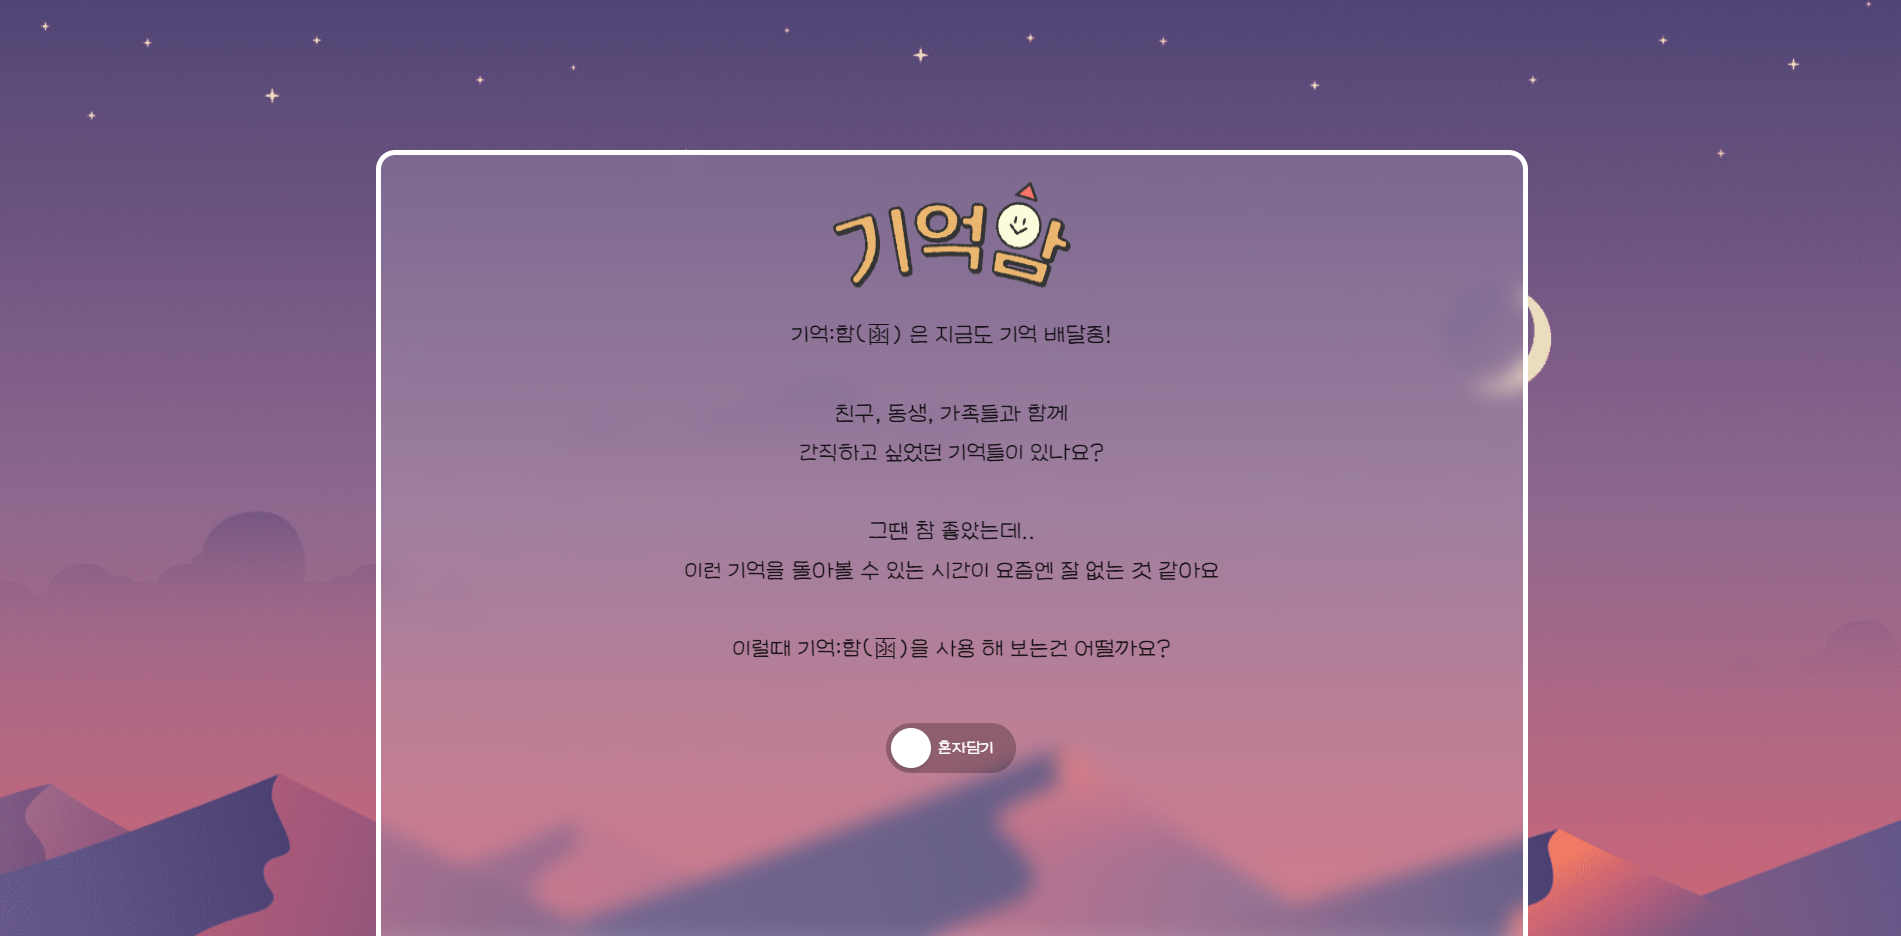 기억함
기억:함(函) 은 지금도 기억 배달중!
친구, 동생, 가족들과 함께
간직하고 싶었던 기억들이 있나요?
그땐 참 좋았는데..
이런 기억을 돌아볼 수 있는 시간이 요즘엔 잘 없는 것 같아요
이럴때 기억:함(函)을 사용 해 보는건 어떨까요?
혼자담기